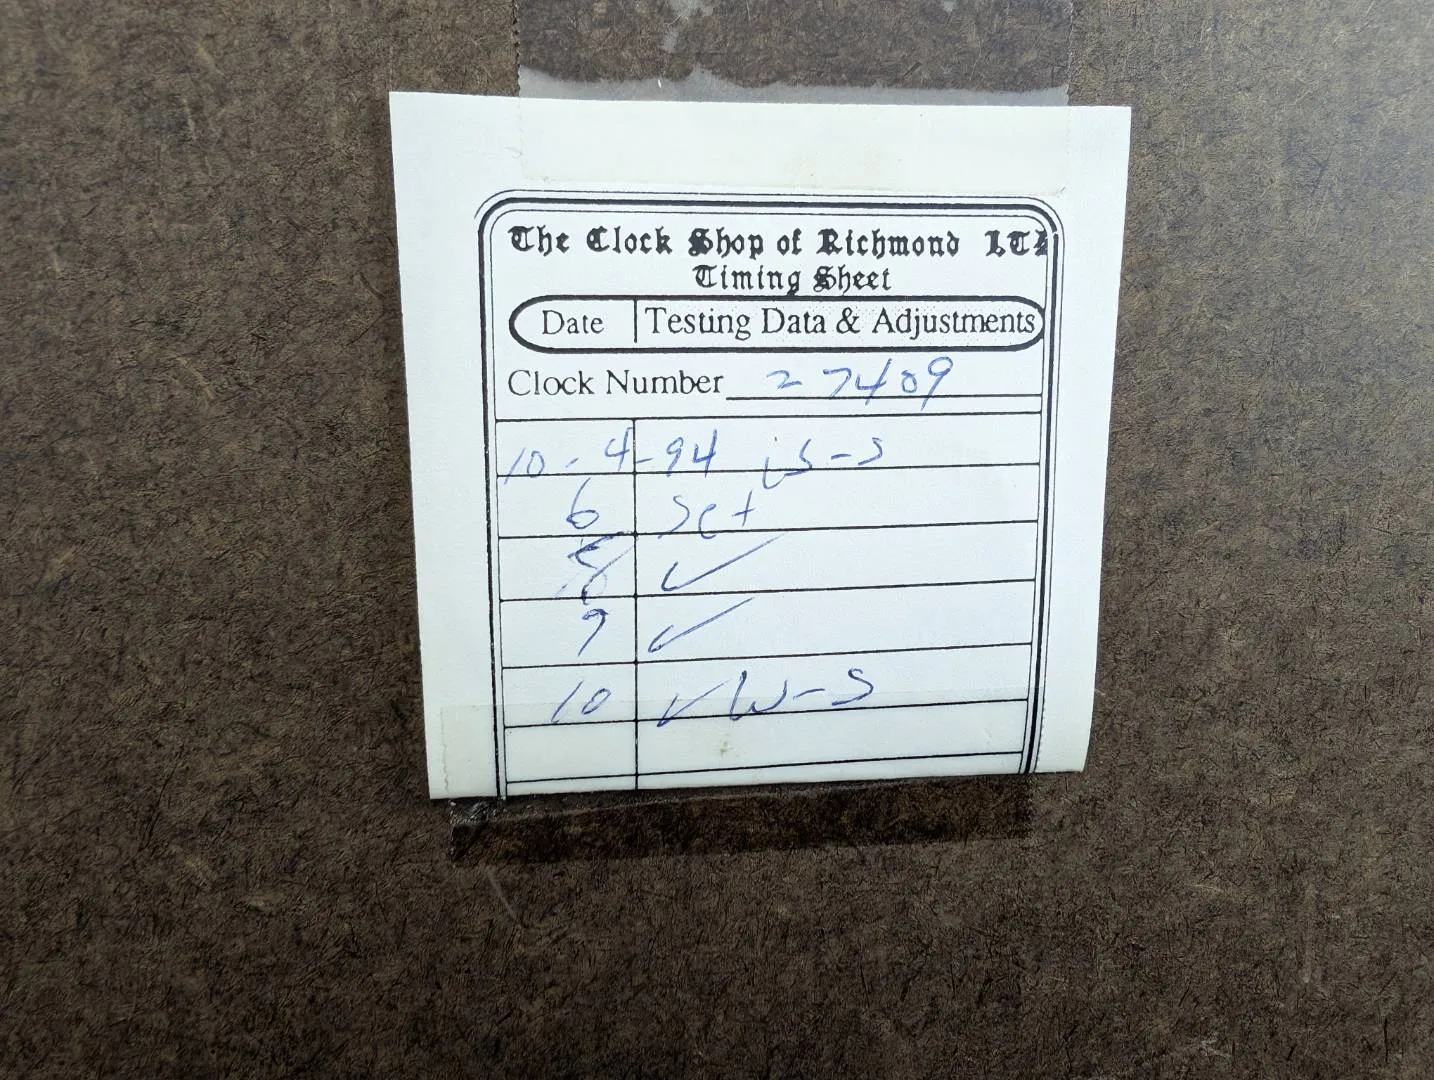 The Clock Shop of Richmond LTD
Timing Sheet
Date Testing Data & Adjustments
Clock Number 27409
10-4-94
6 Set
8 ✓
9 ✓
10 ✓ W-S